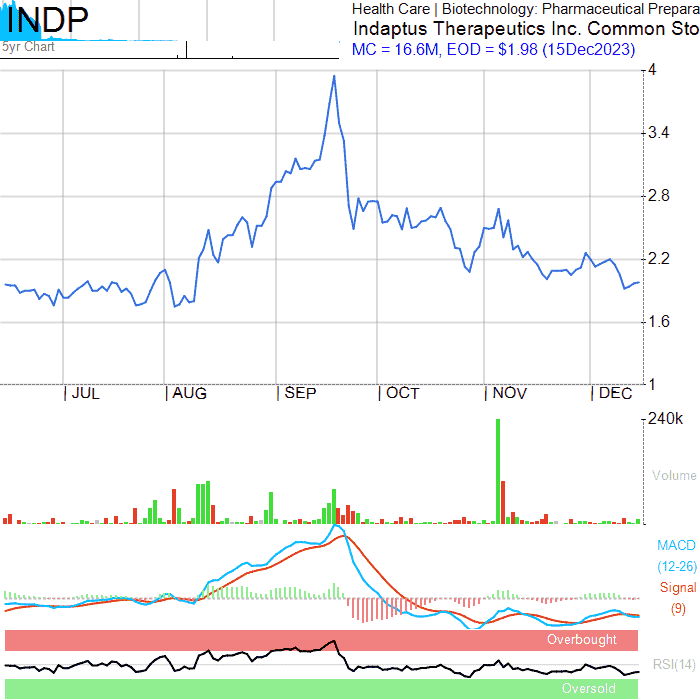 INDP
5yr Chart
Health Care | Biotechnology: Pharmaceutical Prepara
Indaptus Therapeutics Inc. Common Sto
MC = 16.6M, EOD = $1.98 (15Dec2023)
4
3.4
2.8
2.2
1.6
1
JUL AUG SEP OCT NOV DEC
240k
Volume
MACD
(12-26)
Signal
(9)
Overbought
RSI(14)
Oversold